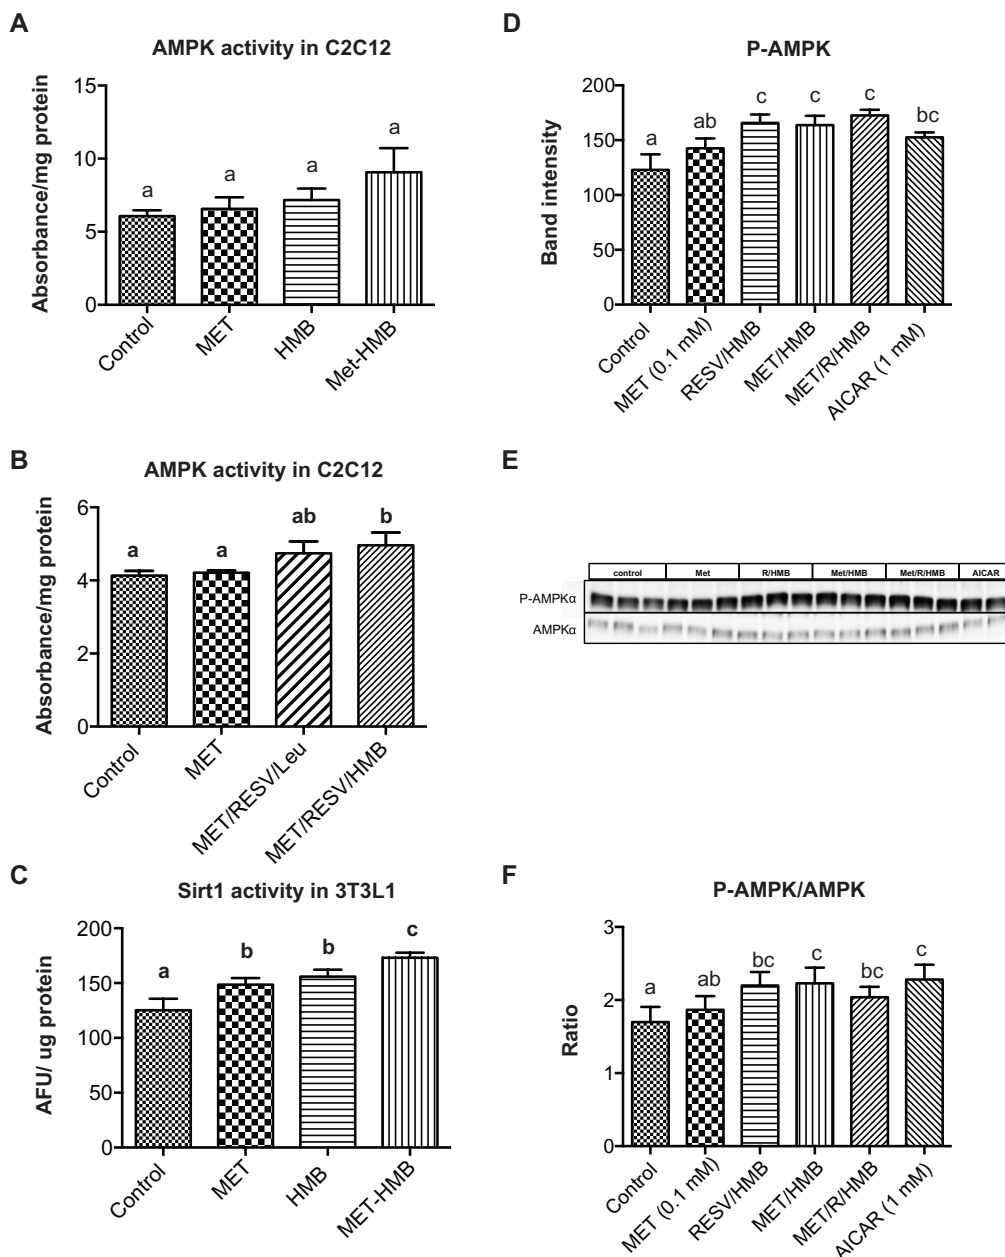 A
AMPK activity in C2C12
Absorbance/mg protein
15
10
5
0
a
a
a
a
Control
MET
HMB
Met-HMB
B
AMPK activity in C2C12
Absorbance/mg protein
6
4
2
0
a
a
ab
b
Control
MET
MET/RESV/Leu
MET/RESV/HMB
C
Sirt1 activity in 3T3L1
AFU/ ug protein
200
150
100
50
0
a
b
b
c
Control
MET
HMB
MET-HMB
D
P-AMPK
Band intensity
200
150
100
50
0
a
ab
c
c
c
bc
Control
MET (0.1 mM)
RESV/HMB
MET/HMB
MET/R/HMB
AICAR (1 mM)
E
control Met R/HMB Met/HMB Met/R/HMB AICAR
P-AMPKα
AMPKα
F
P-AMPK/AMPK
Ratio
3
2
1
0
a
ab
bc
c
bc
c
Control
MET (0.1 mM)
RESV/HMB
MET/HMB
MET/R/HMB
AICAR (1 mM)